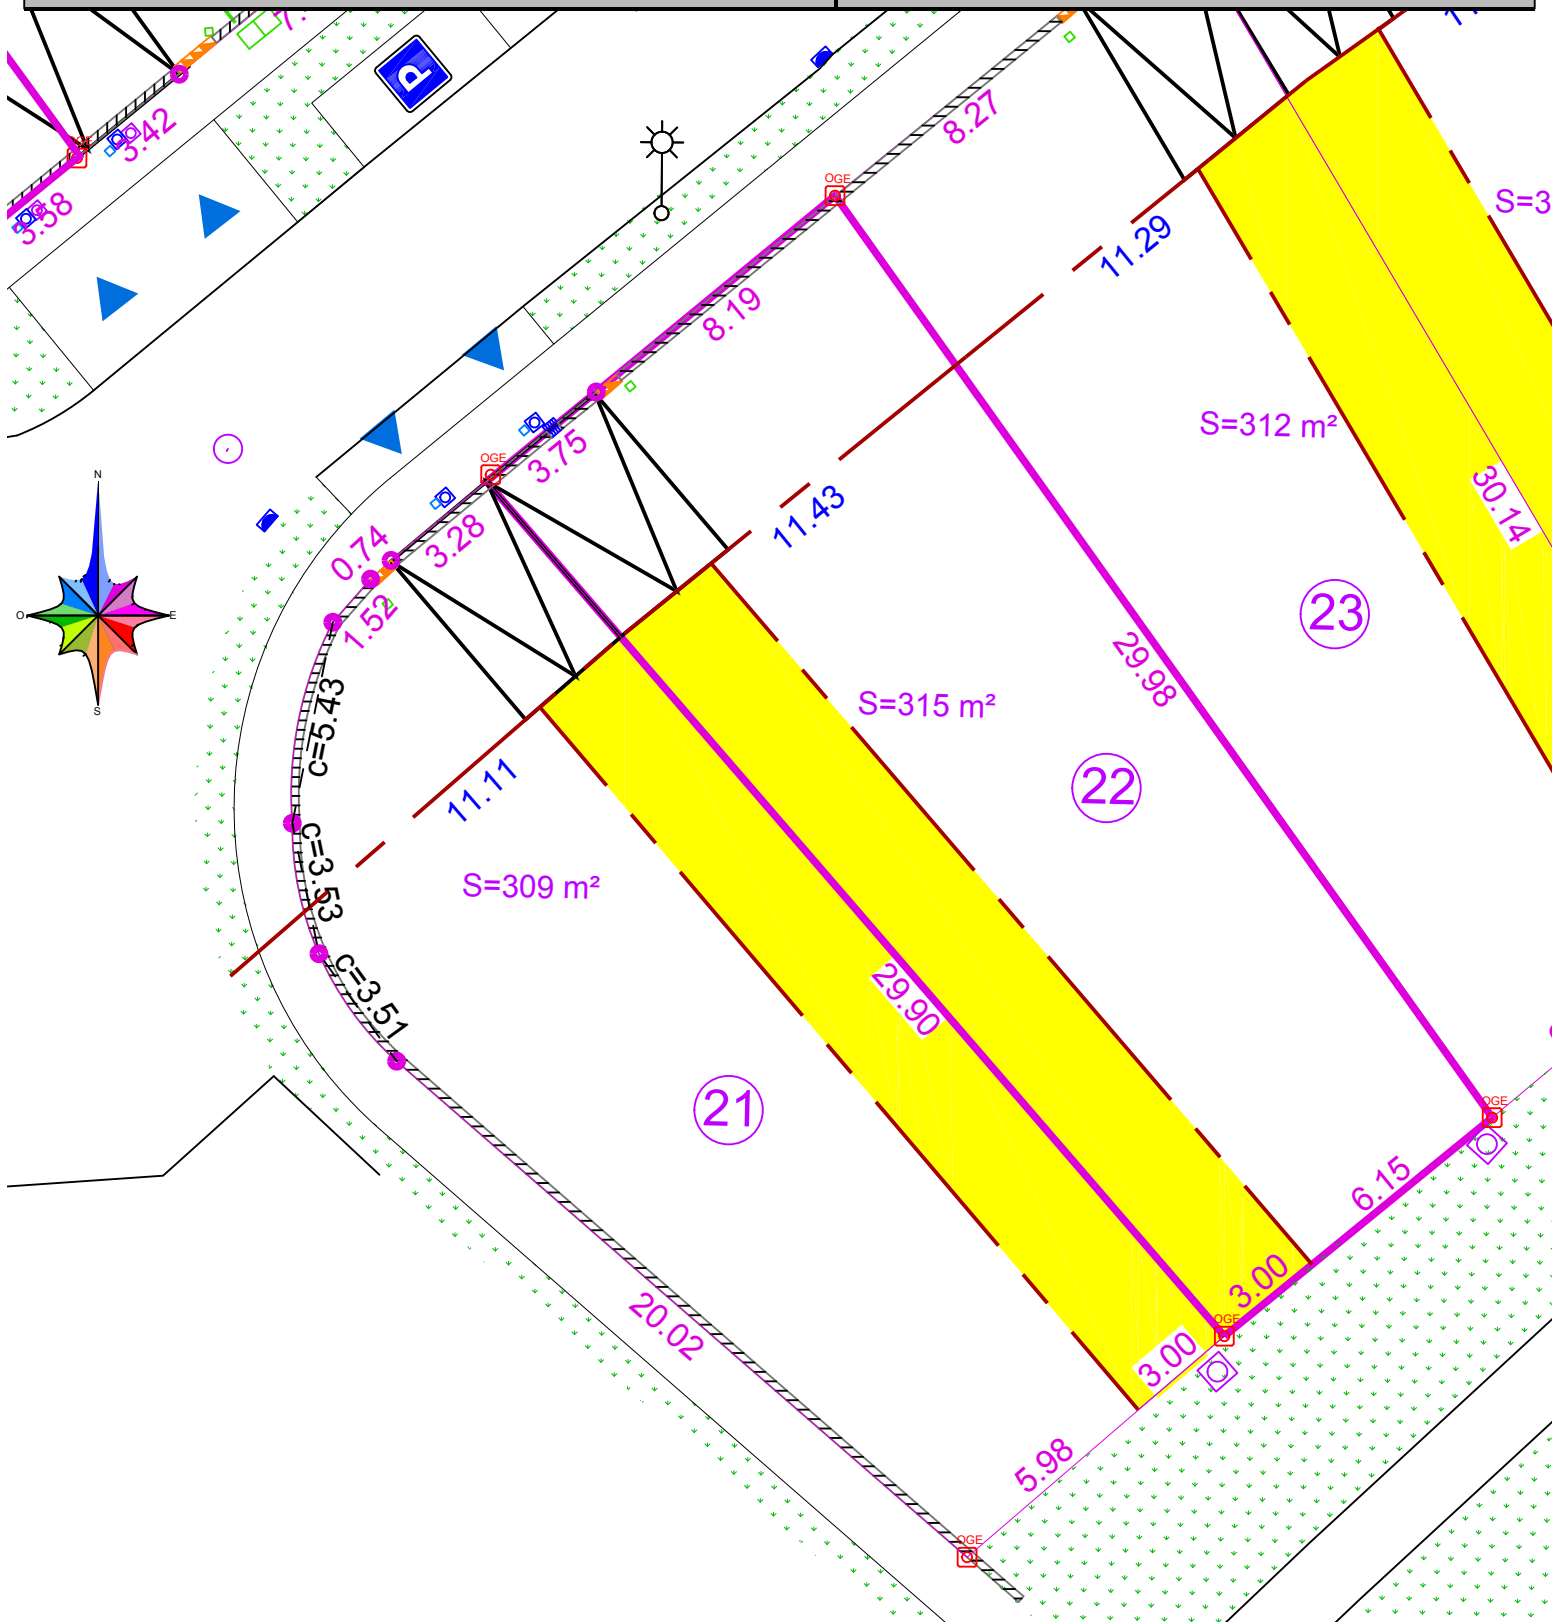 P
OGE
3.42
3.58
8.27
OGE
11.29
8.19
S=312 m²
30.14
23
OGE
3.75
11.43
3.28
0.74
1.52
29.98
S=315 m²
22
N
O
E
S
c=5.43
11.11
c=3.53
S=309 m²
c=3.51
29.90
21
OGE
6.15
3.00
OGE
3.00
20.02
5.98
OGE